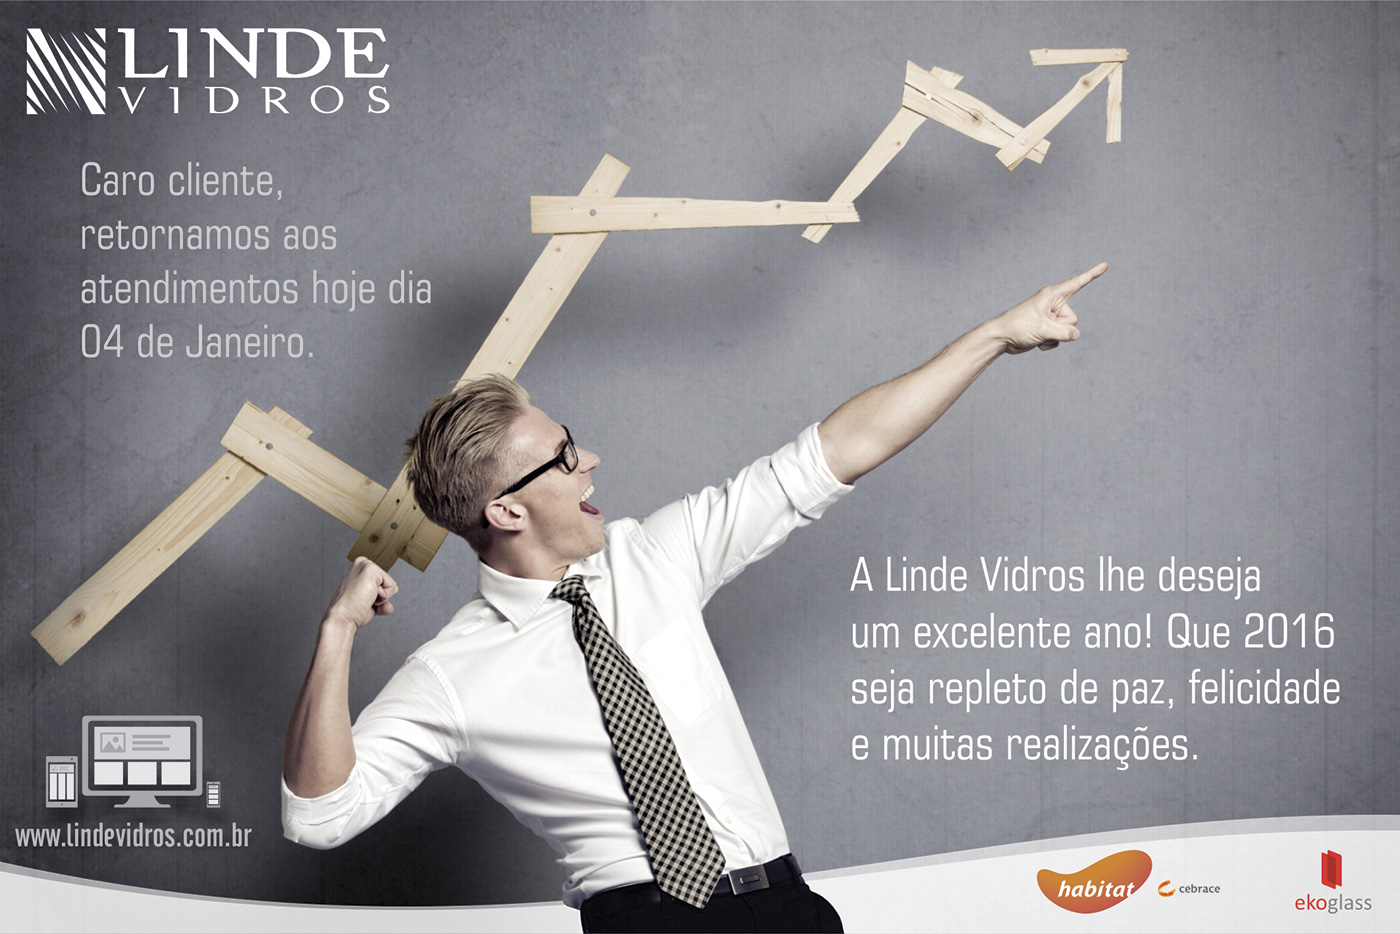 LINDE
VIDROS
Caro cliente,
retornamos aos
atendimentos hoje dia
04 de Janeiro.
A Linde Vidros lhe deseja
um excelente ano! Que 2016
seja repleto de paz, felicidade
e muitas realizações.
www.lindevidros.com.br
habitat
cebrace
ekoglass